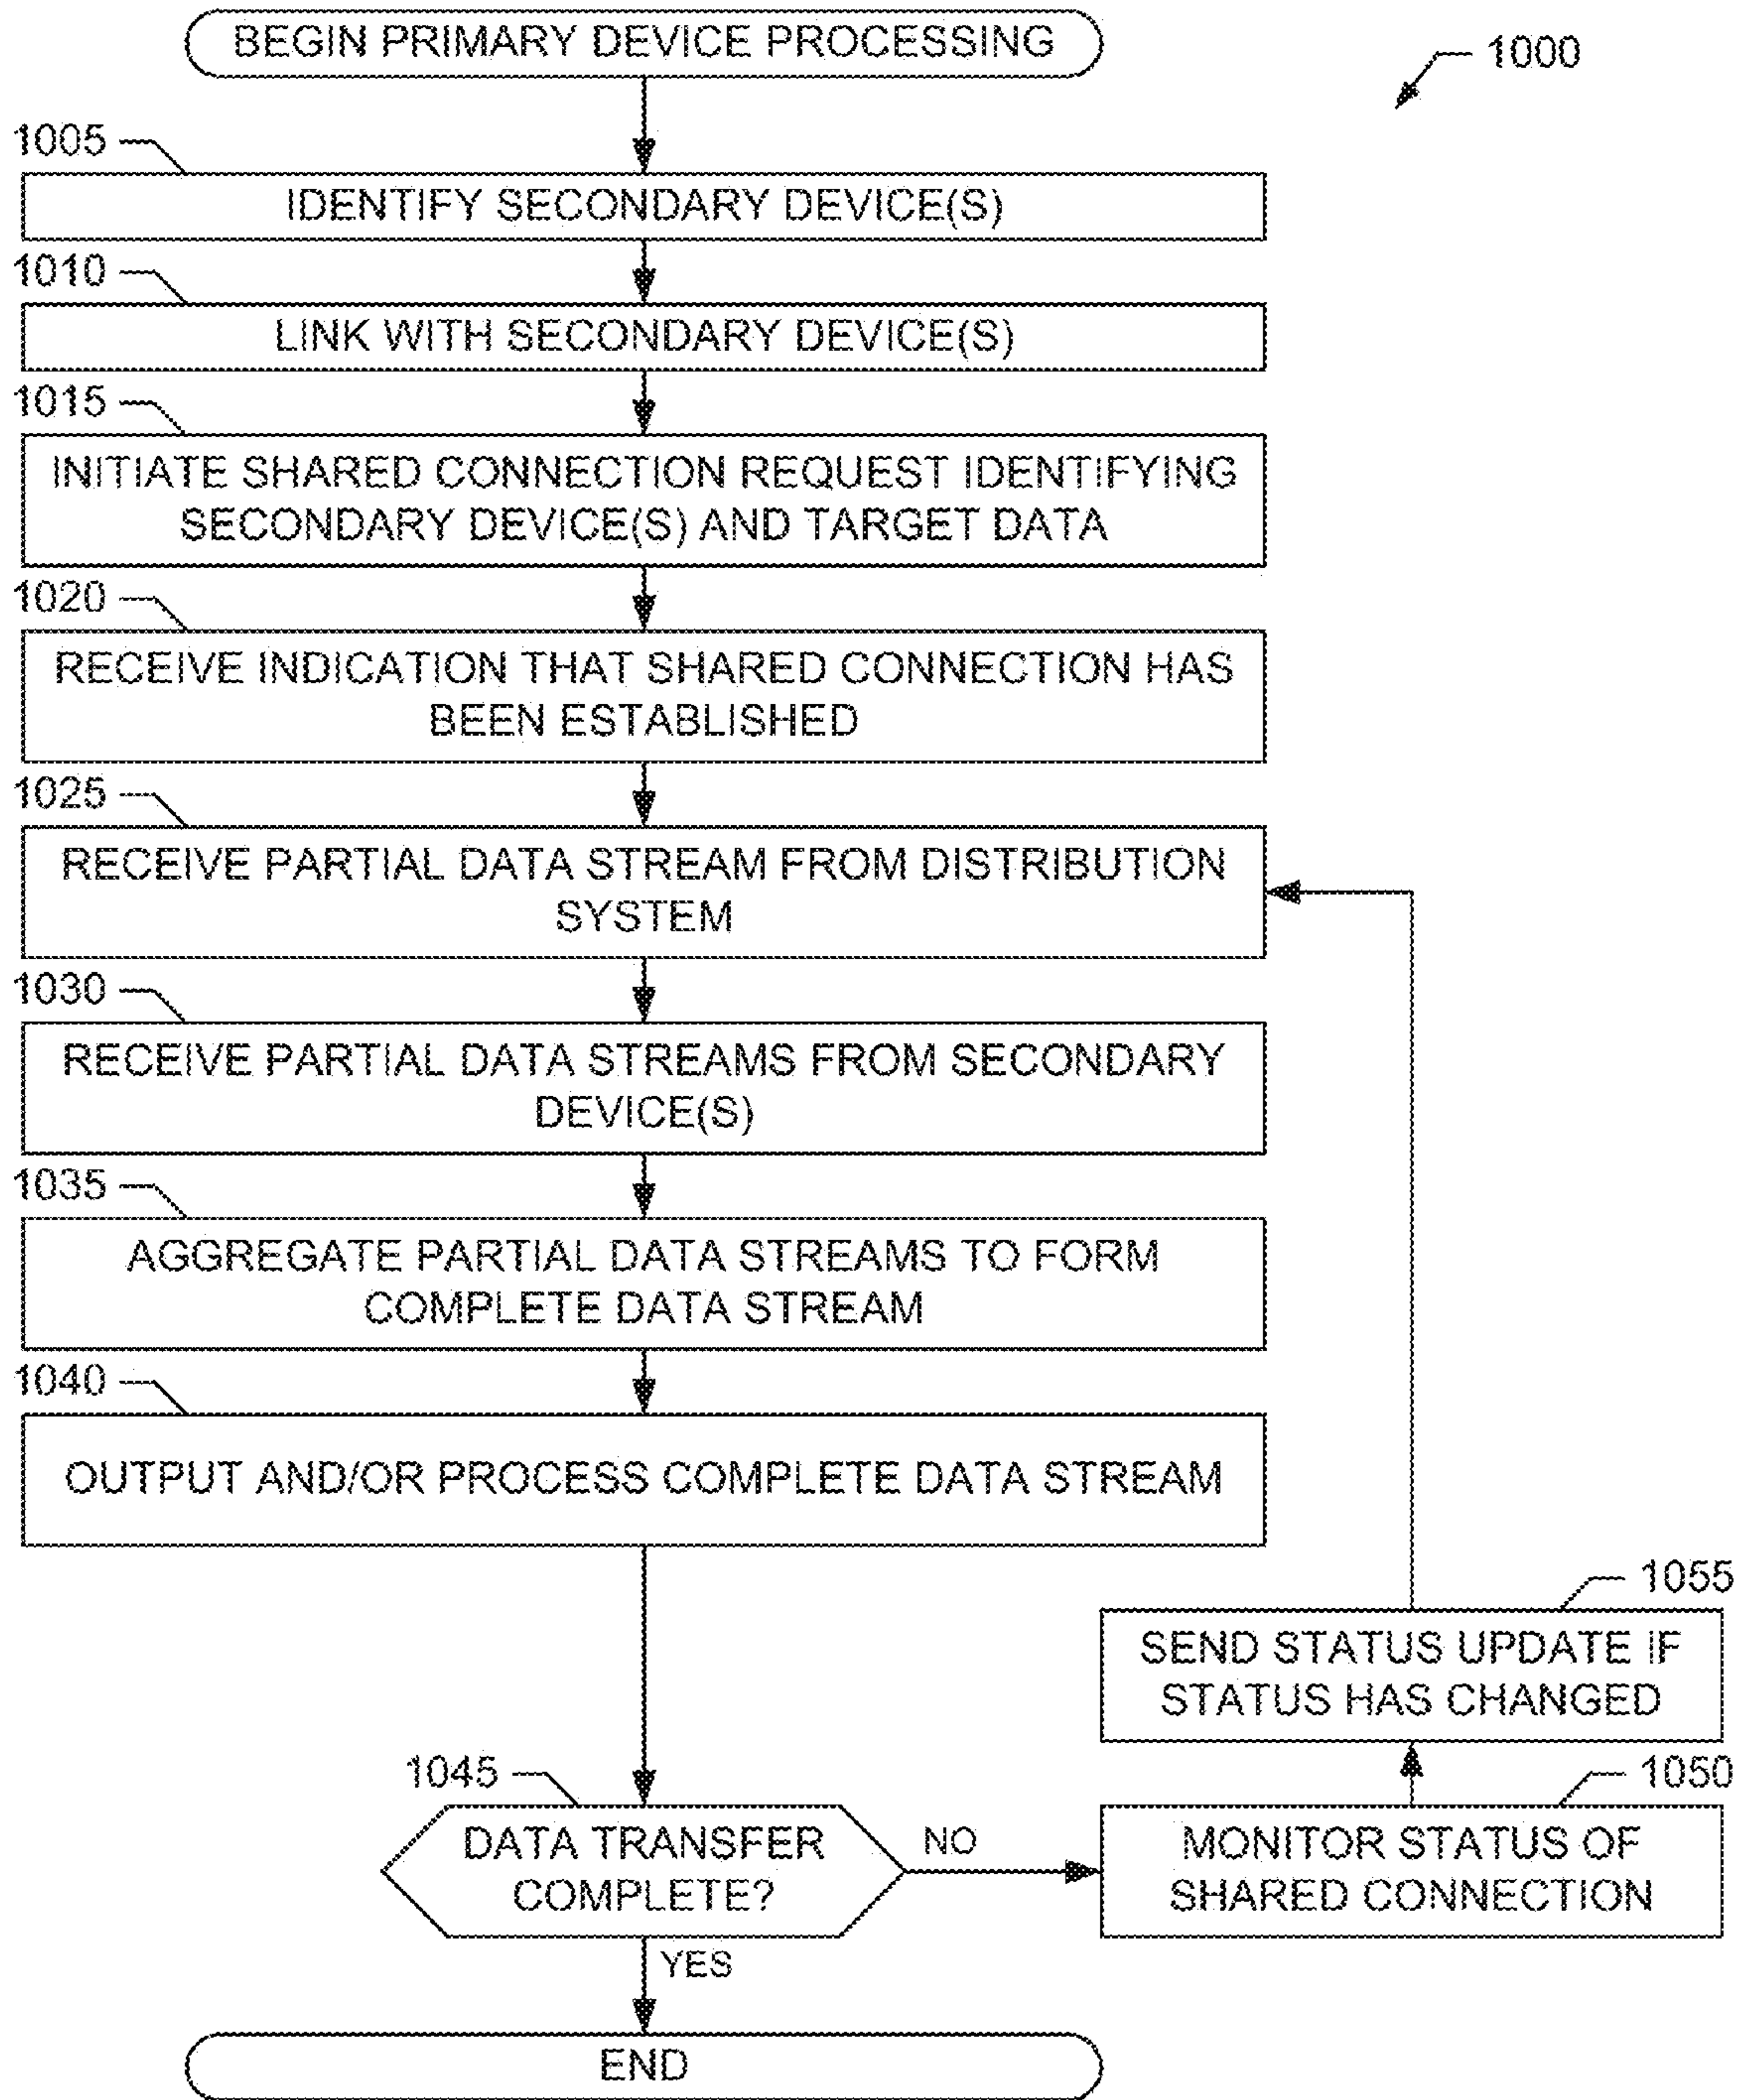 BEGIN PRIMARY DEVICE PROCESSING
1000
1005
IDENTIFY SECONDARY DEVICE(S)
1010
LINK WITH SECONDARY DEVICE(S)
1015
INITIATE SHARED CONNECTION REQUEST IDENTIFYING
SECONDARY DEVICE(S) AND TARGET DATA
1020
RECEIVE INDICATION THAT SHARED CONNECTION HAS
BEEN ESTABLISHED
1025
RECEIVE PARTIAL DATA STREAM FROM DISTRIBUTION
SYSTEM
1030
RECEIVE PARTIAL DATA STREAMS FROM SECONDARY
DEVICE(S)
1035
AGGREGATE PARTIAL DATA STREAMS TO FORM
COMPLETE DATA STREAM
1040
OUTPUT AND/OR PROCESS COMPLETE DATA STREAM
1055
SEND STATUS UPDATE IF
STATUS HAS CHANGED
1045
DATA TRANSFER
COMPLETE?
NO
1050
MONITOR STATUS OF
SHARED CONNECTION
YES
END